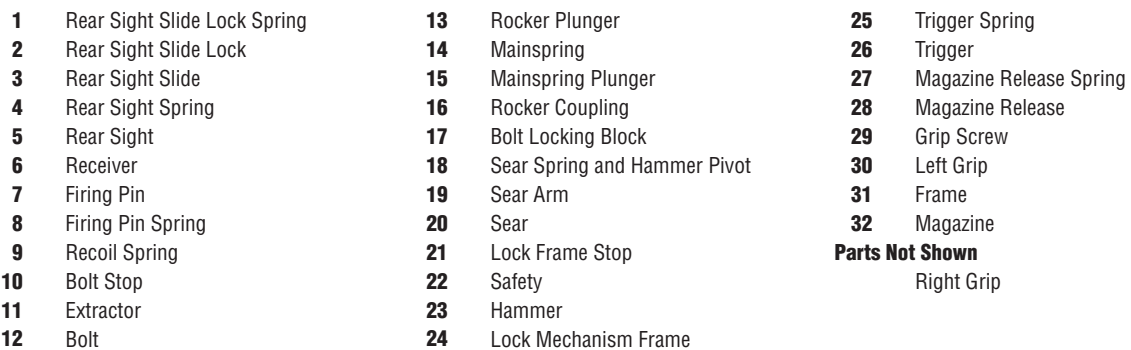 1 Rear Sight Slide Lock Spring
2 Rear Sight Slide Lock
3 Rear Sight Slide
4 Rear Sight Spring
5 Rear Sight
6 Receiver
7 Firing Pin
8 Firing Pin Spring
9 Recoil Spring
10 Bolt Stop
11 Extractor
12 Bolt
13 Rocker Plunger
14 Mainspring
15 Mainspring Plunger
16 Rocker Coupling
17 Bolt Locking Block
18 Sear Spring and Hammer Pivot
19 Sear Arm
20 Sear
21 Lock Frame Stop
22 Safety
23 Hammer
24 Lock Mechanism Frame
25 Trigger Spring
26 Trigger
27 Magazine Release Spring
28 Magazine Release
29 Grip Screw
30 Left Grip
31 Frame
32 Magazine
Parts Not Shown
Right Grip